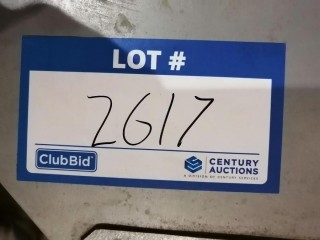 LOT #
2617
ClubBid
CENTURY
AUCTIONS
A DIVISION OF CENTURY SERVICES